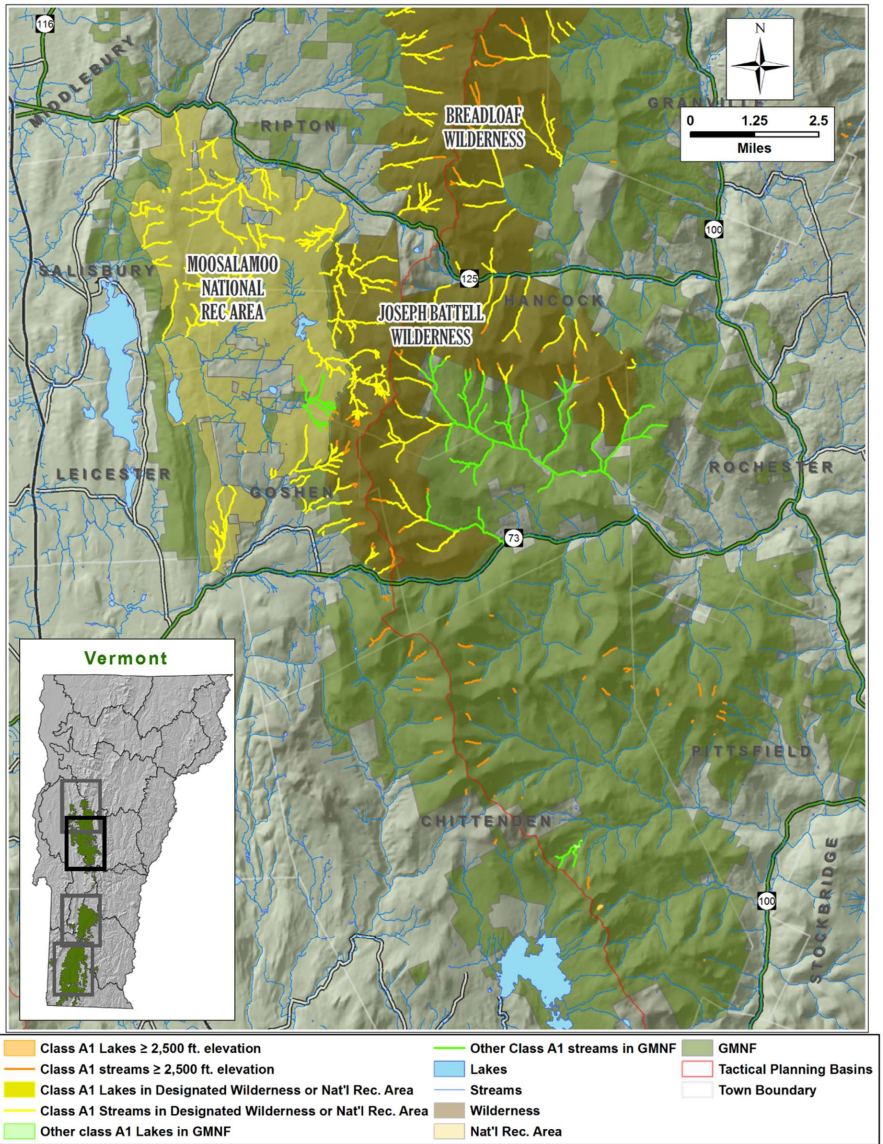 116
MIDDLEBURY
RIPTON
BREADLOAF
WILDERNESS
GRANVILLE
N
0 1.25 2.5
Miles
100
SALISBURY
MOOSALAMOO
NATIONAL
REC AREA
125
HANCOCK
JOSEPH BATTELL
WILDERNESS
LEICESTER
GOSHEN
ROCHESTER
73
PITTSFIELD
CHITTENDEN
STOCKBRIDGE
100
Vermont
Class A1 Lakes ≥ 2,500 ft. elevation
Class A1 streams ≥ 2,500 ft. elevation
Class A1 Lakes in Designated Wilderness or Nat'l Rec. Area
Class A1 Streams in Designated Wilderness or Nat'l Rec. Area
Other class A1 Lakes in GMNF
Other Class A1 streams in GMNF
Lakes
Streams
Wilderness
Nat'l Rec. Area
GMNF
Tactical Planning Basins
Town Boundary